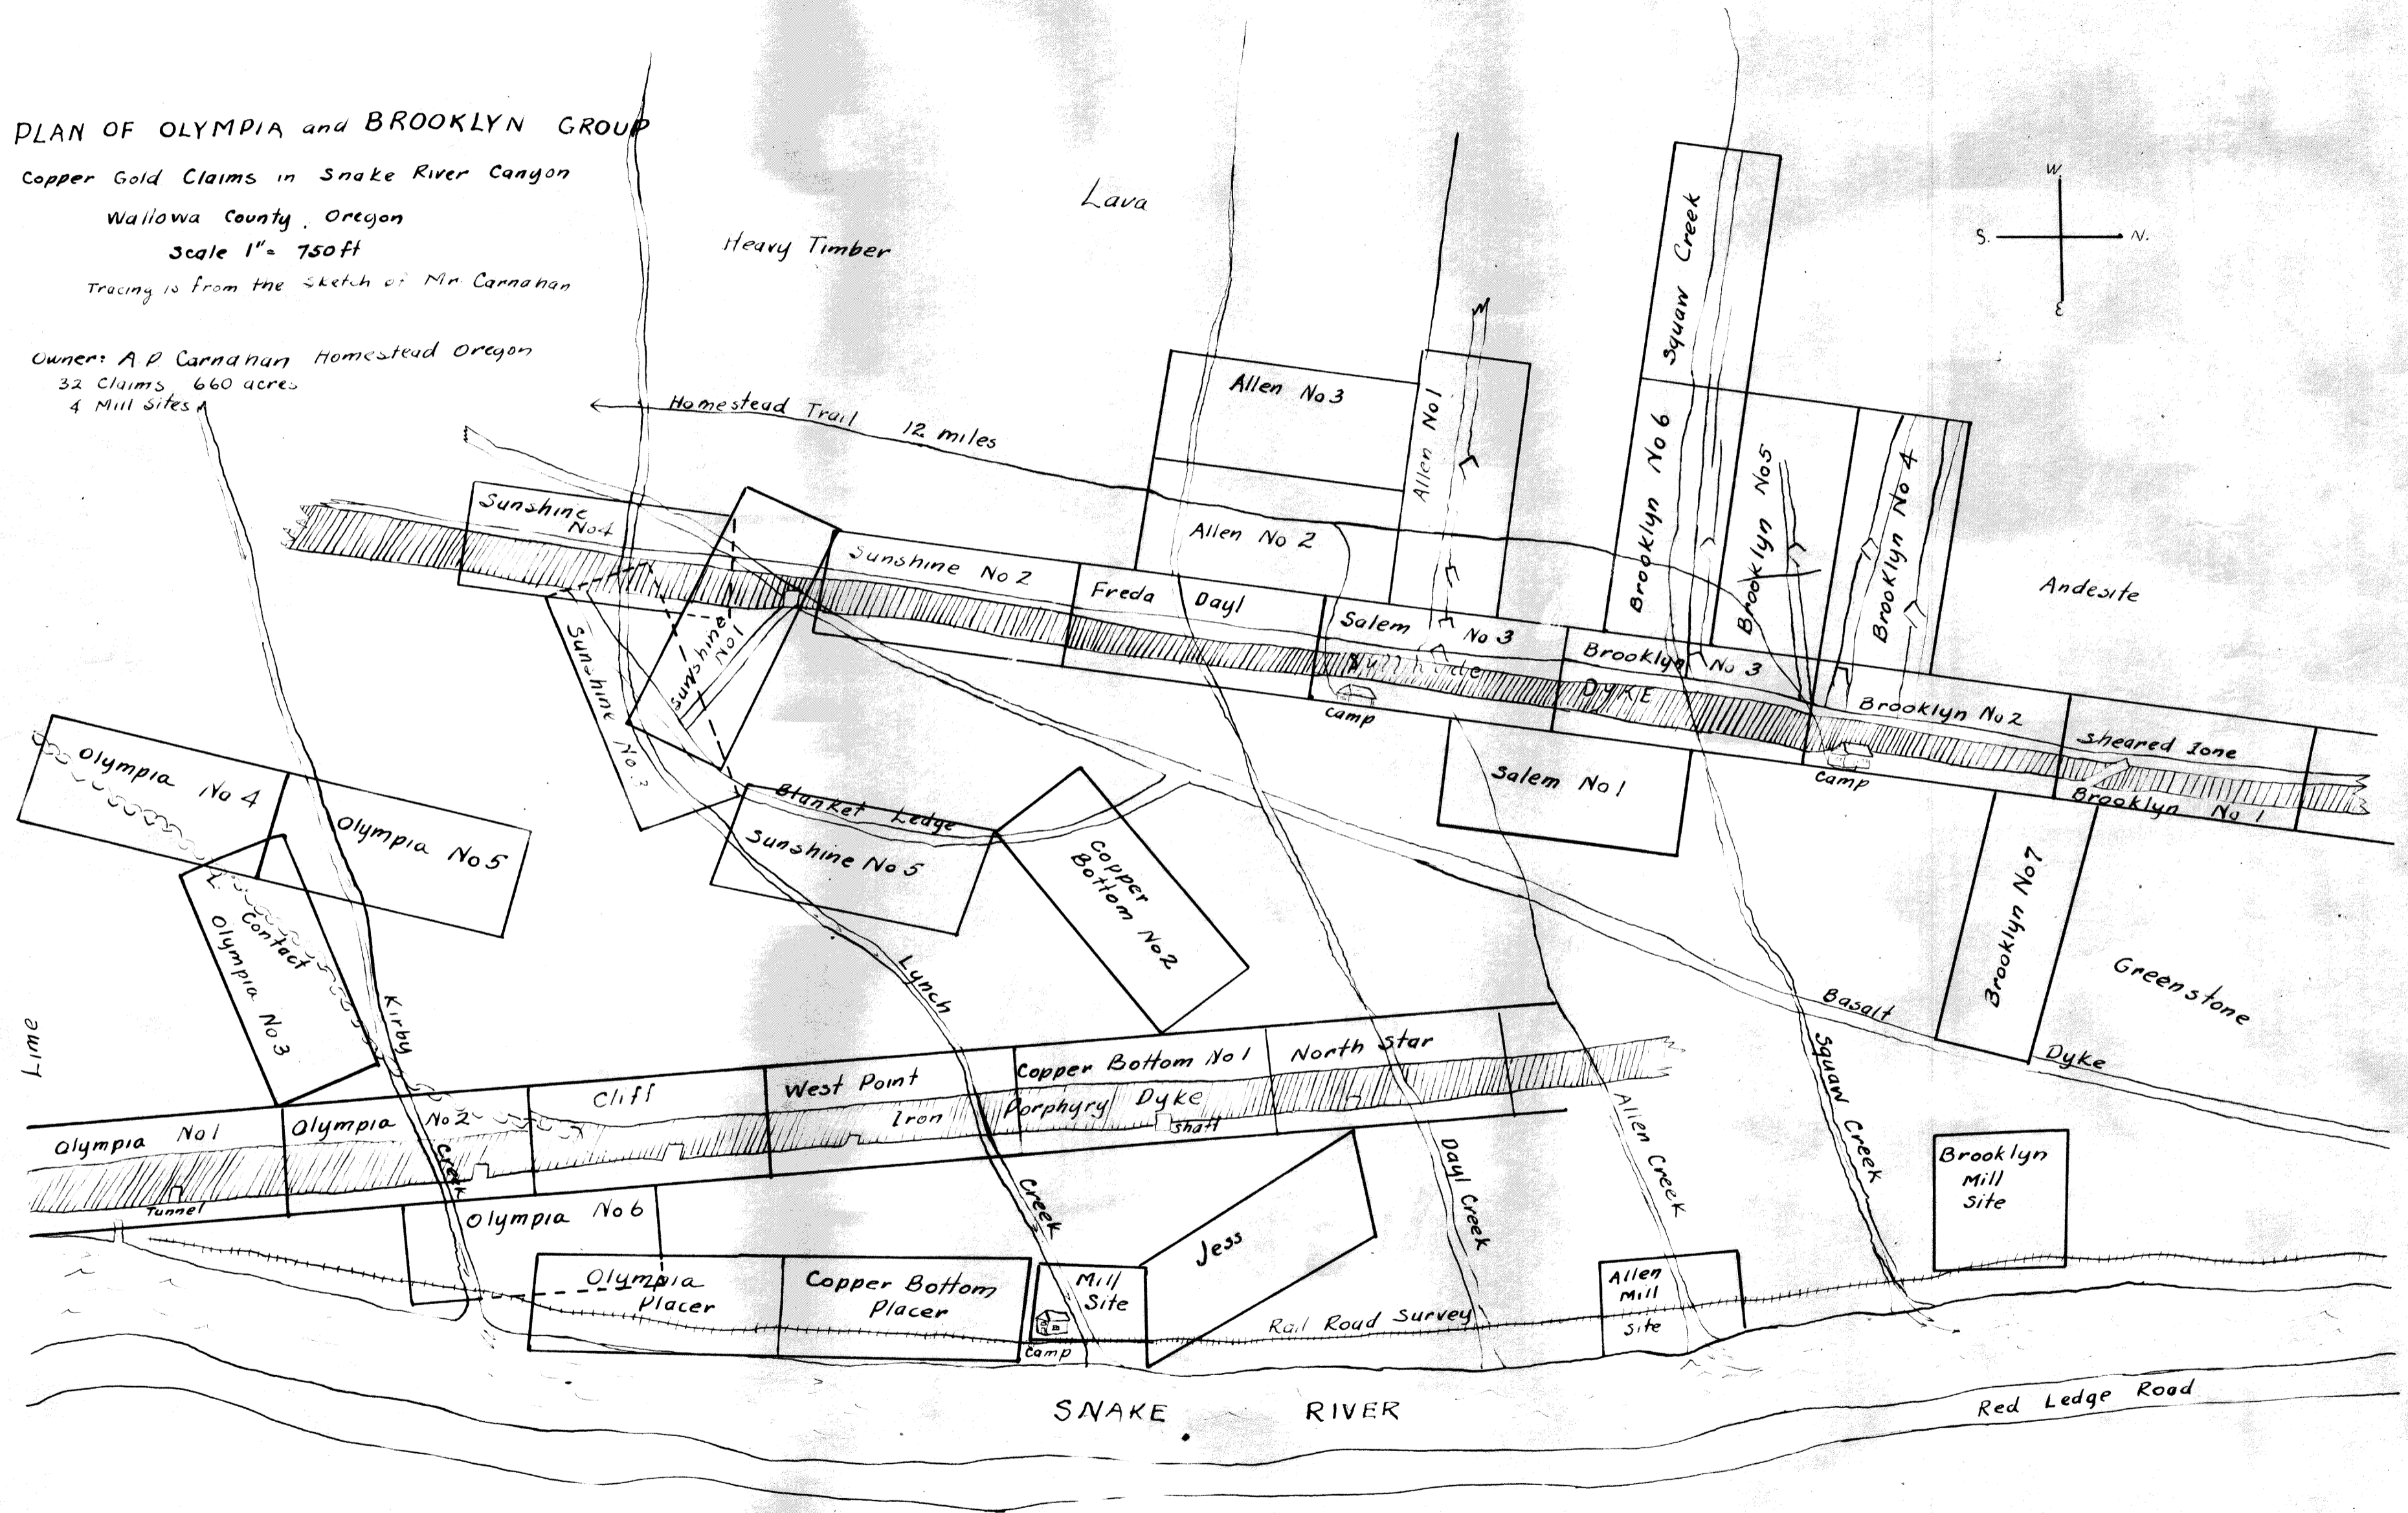 PLAN OF OLYMPIA and BROOKLYN GROUP
Copper Gold Claims in Snake River Canyon
Wallowa County, Oregon
Scale 1" = 750 ft
Tracing is from the sketch of Mr. Carnahan
Owner: A P. Carnahan Homestead Oregon
32 Claims 660 acres
4 Mill Sites
Heavy Timber
Lava
W.
S.
N.
E
Homestead Trail 12 miles
Allen No 3
Allen No 1
Allen No 2
Squaw Creek
Brooklyn No 6
Brooklyn No 5
Brooklyn No 4
Andesite
Sunshine
No 4
Sunshine No 2
Freda Dayl
Salem No 3
Brooklyn No 3
DYKE
Brooklyn No 2
Sheared Zone
Brooklyn No 1
Camp
Camp
Sunshine
No 1
Sunshine No. 3
Salem No 1
Blanket Ledge
Sunshine No 5
Copper
Bottom No 2
Olympia No 4
Olympia No 5
Contact
Olympia No 3
Kirby
Creek
Lynch
Creek
Brooklyn No 7
Greenstone
Basalt
Dyke
Lime
Olympia No 1
Olympia No 2
Cliff
West Point
Copper Bottom No 1
North Star
Iron Porphyry Dyke
Shaft
Tunnel
Olympia No 6
Olympia
Placer
Copper Bottom
Placer
Mill
Site
Camp
Jess
Dayl Creek
Allen Creek
Squaw Creek
Brooklyn
Mill
Site
Allen
Mill
Site
Rail Road Survey
SNAKE RIVER
Red Ledge Road